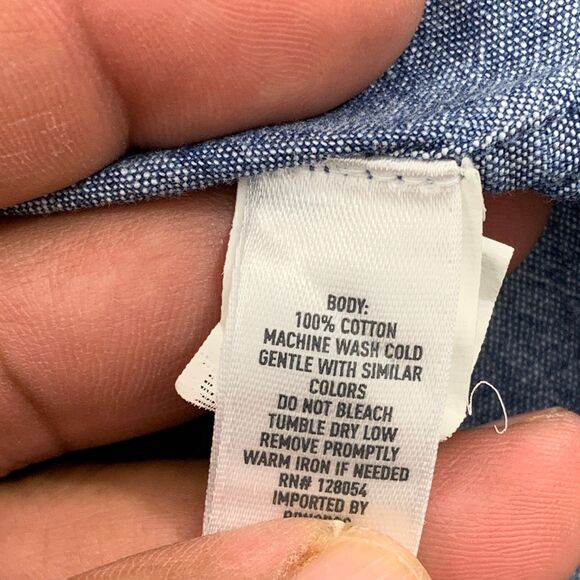 BODY:
100% COTTON
MACHINE WASH COLD
GENTLE WITH SIMILAR
COLORS
DO NOT BLEACH
TUMBLE DRY LOW
REMOVE PROMPTLY
WARM IRON IF NEEDED
RN# 128054
IMPORTED BY